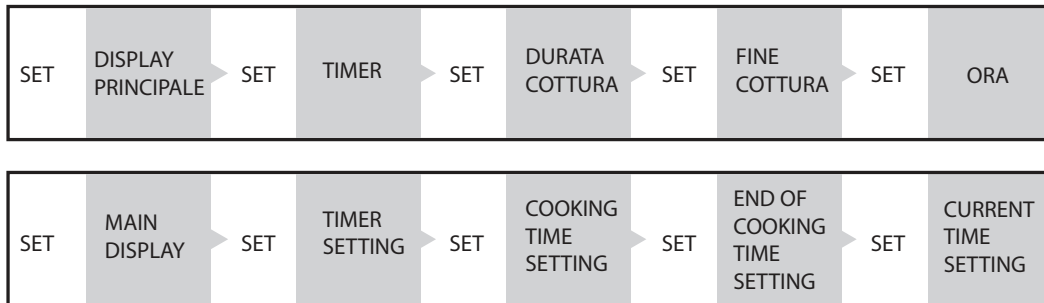 SET
DISPLAY
PRINCIPALE
SET
TIMER
SET
DURATA
COTTURA
SET
FINE
COTTURA
SET
ORA
SET
MAIN
DISPLAY
SET
TIMER
SETTING
SET
COOKING
TIME
SETTING
SET
END OF
COOKING
TIME
SETTING
SET
CURRENT
TIME
SETTING